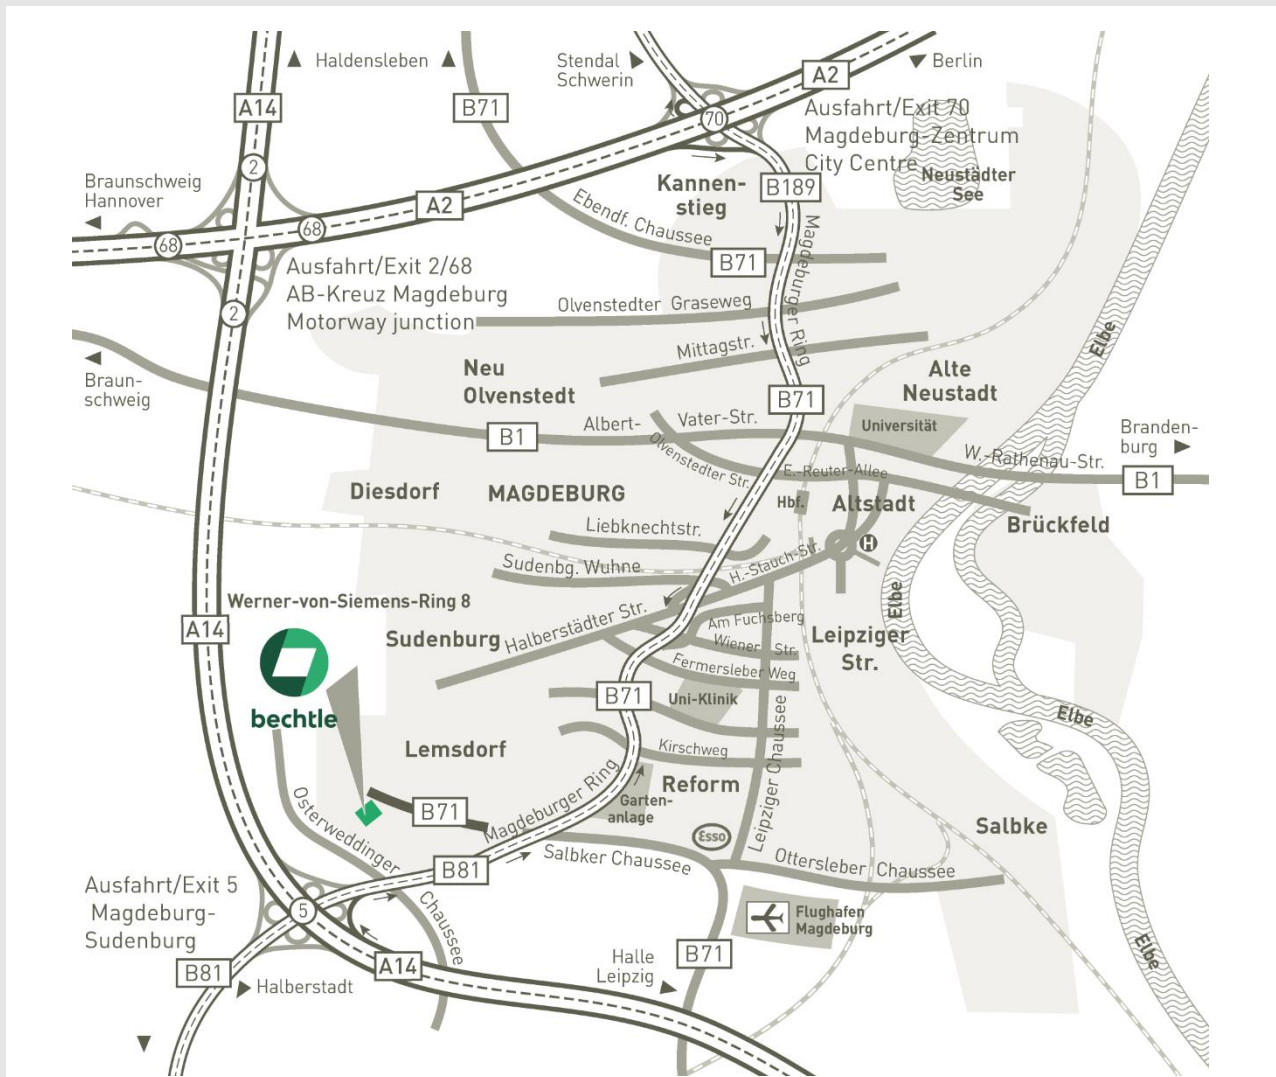 Haldensleben
Stendal
Schwerin
Berlin
A2
A14
B71
Ausfahrt/Exit 70
Magdeburg-Zentrum
City Centre
70
2
Braunschweig
Hannover
A2
Kannen-
stieg
B189
Neustädter
See
68
68
Ebendf. Chaussee
Magdeburger Ring
B71
Ausfahrt/Exit 2/68
AB-Kreuz Magdeburg
Motorway junction
2
Olvenstedter Graseweg
Mittagstr.
Elbe
Braun-
schweig
Neu
Olvenstedt
Alte
Neustadt
B71
Albert-
Vater-Str.
Universität
B1
Olvenstedter Str.
E.-Reuter-Allee
W.-Rathenau-Str.
Branden-
burg
B1
Diesdorf
MAGDEBURG
Hbf.
Altstadt
Brückfeld
Liebknechtstr.
H
Sudenbg. Wuhne
H.-Stauch-Str.
Elbe
Werner-von-Siemens-Ring 8
A14
Sudenburg
Halberstädter Str.
Am Fuchsberg
Wiener Str.
Leipziger
Str.
Fermersleber Weg
bechtle
B71
Uni-Klinik
Elbe
Lemsdorf
Kirschweg
Leipziger Chaussee
Reform
Garten-
anlage
Magdeburger Ring
B71
Osterweddinger
Chaussee
Esso
Salbke
B81
Salbker Chaussee
Ottersleber Chaussee
Ausfahrt/Exit 5
Magdeburg-
Sudenburg
5
Flughafen
Magdeburg
Elbe
B81
A14
Halle
Leipzig
B71
Halberstadt